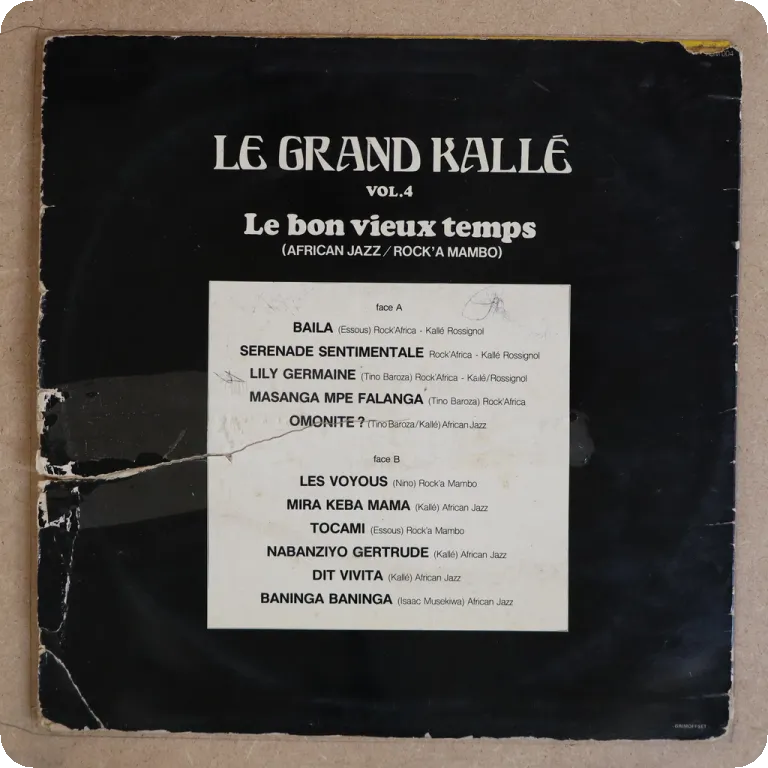 LE GRAND KALLÉ
VOL.4
Le bon vieux temps
(AFRICAN JAZZ / ROCK'A MAMBO)
face A
BAILA (Essous) Rock'Africa - Kallé Rossignol
SERENADE SENTIMENTALE Rock'Africa - Kallé Rossignol
LILY GERMAINE (Tino Baroza) Rock'Africa - Kallé/Rossignol
MASANGA MPE FALANGA (Tino Baroza) Rock'Africa
OMONITE ? (Tino Baroza/Kallé) African Jazz
face B
LES VOYOUS (Nino) Rock'a Mambo
MIRA KEBA MAMA (Kallé) African Jazz
TOCAMI (Essous) Rock'a Mambo
NABANZIYO GERTRUDE (Kallé) African Jazz
DIT VIVITA (Kallé) African Jazz
BANINGA BANINGA (Isaac Musekiwa) African Jazz